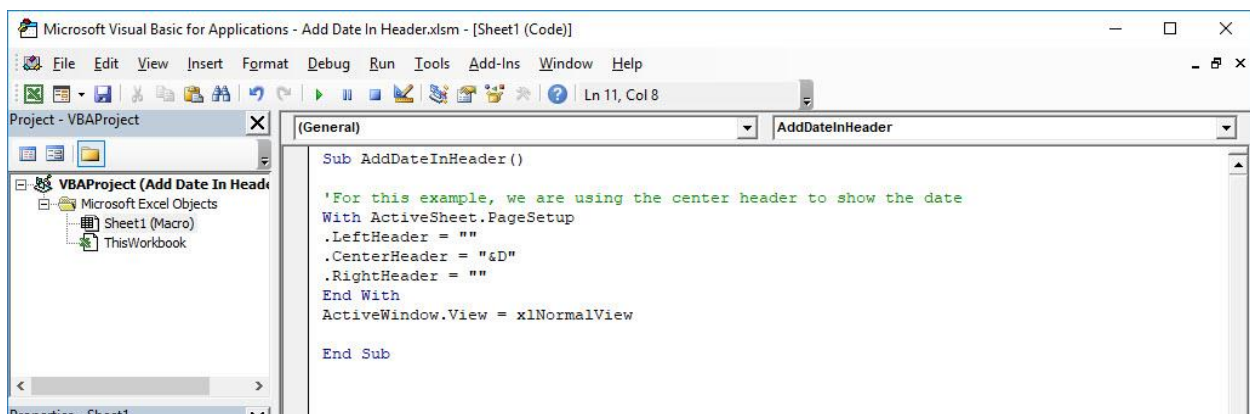 Microsoft Visual Basic for Applications - Add Date In Header.xlsm - [Sheet1 (Code)]
File Edit View Insert Format Debug Run Tools Add-Ins Window Help
Ln 11, Col 8
Project - VBAProject
(General) AddDateInHeader
VBAProject (Add Date In Heade
Microsoft Excel Objects
Sheet1 (Macro)
ThisWorkbook
Sub AddDateInHeader()
'For this example, we are using the center header to show the date
With ActiveSheet.PageSetup
.LeftHeader = ""
.CenterHeader = "&D"
.RightHeader = ""
End With
ActiveWindow.View = xlNormalView
End Sub
Properties - Sheet1